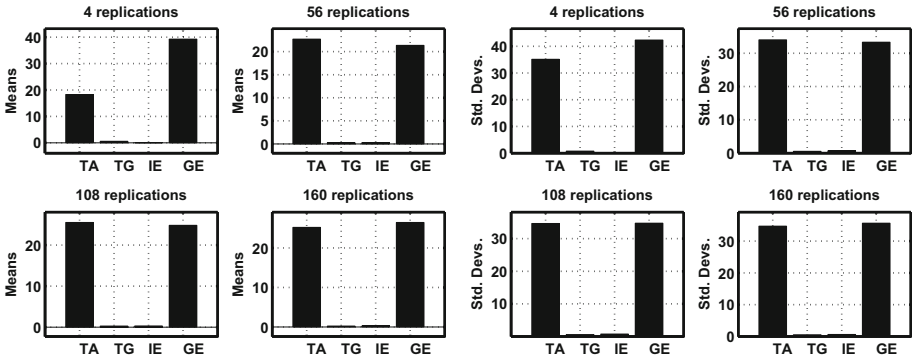 4 replications
Means
40
30
20
10
0
TA TG IE GE
56 replications
Means
20
15
10
5
0
TA TG IE GE
4 replications
Std. Devs.
40
30
20
10
0
TA TG IE GE
56 replications
Std. Devs.
30
20
10
0
TA TG IE GE
108 replications
Means
20
10
0
TA TG IE GE
160 replications
Means
20
10
0
TA TG IE GE
108 replications
Std. Devs.
30
20
10
TA TG IE GE
160 replications
Std. Devs.
30
20
10
0
TA TG IE GE